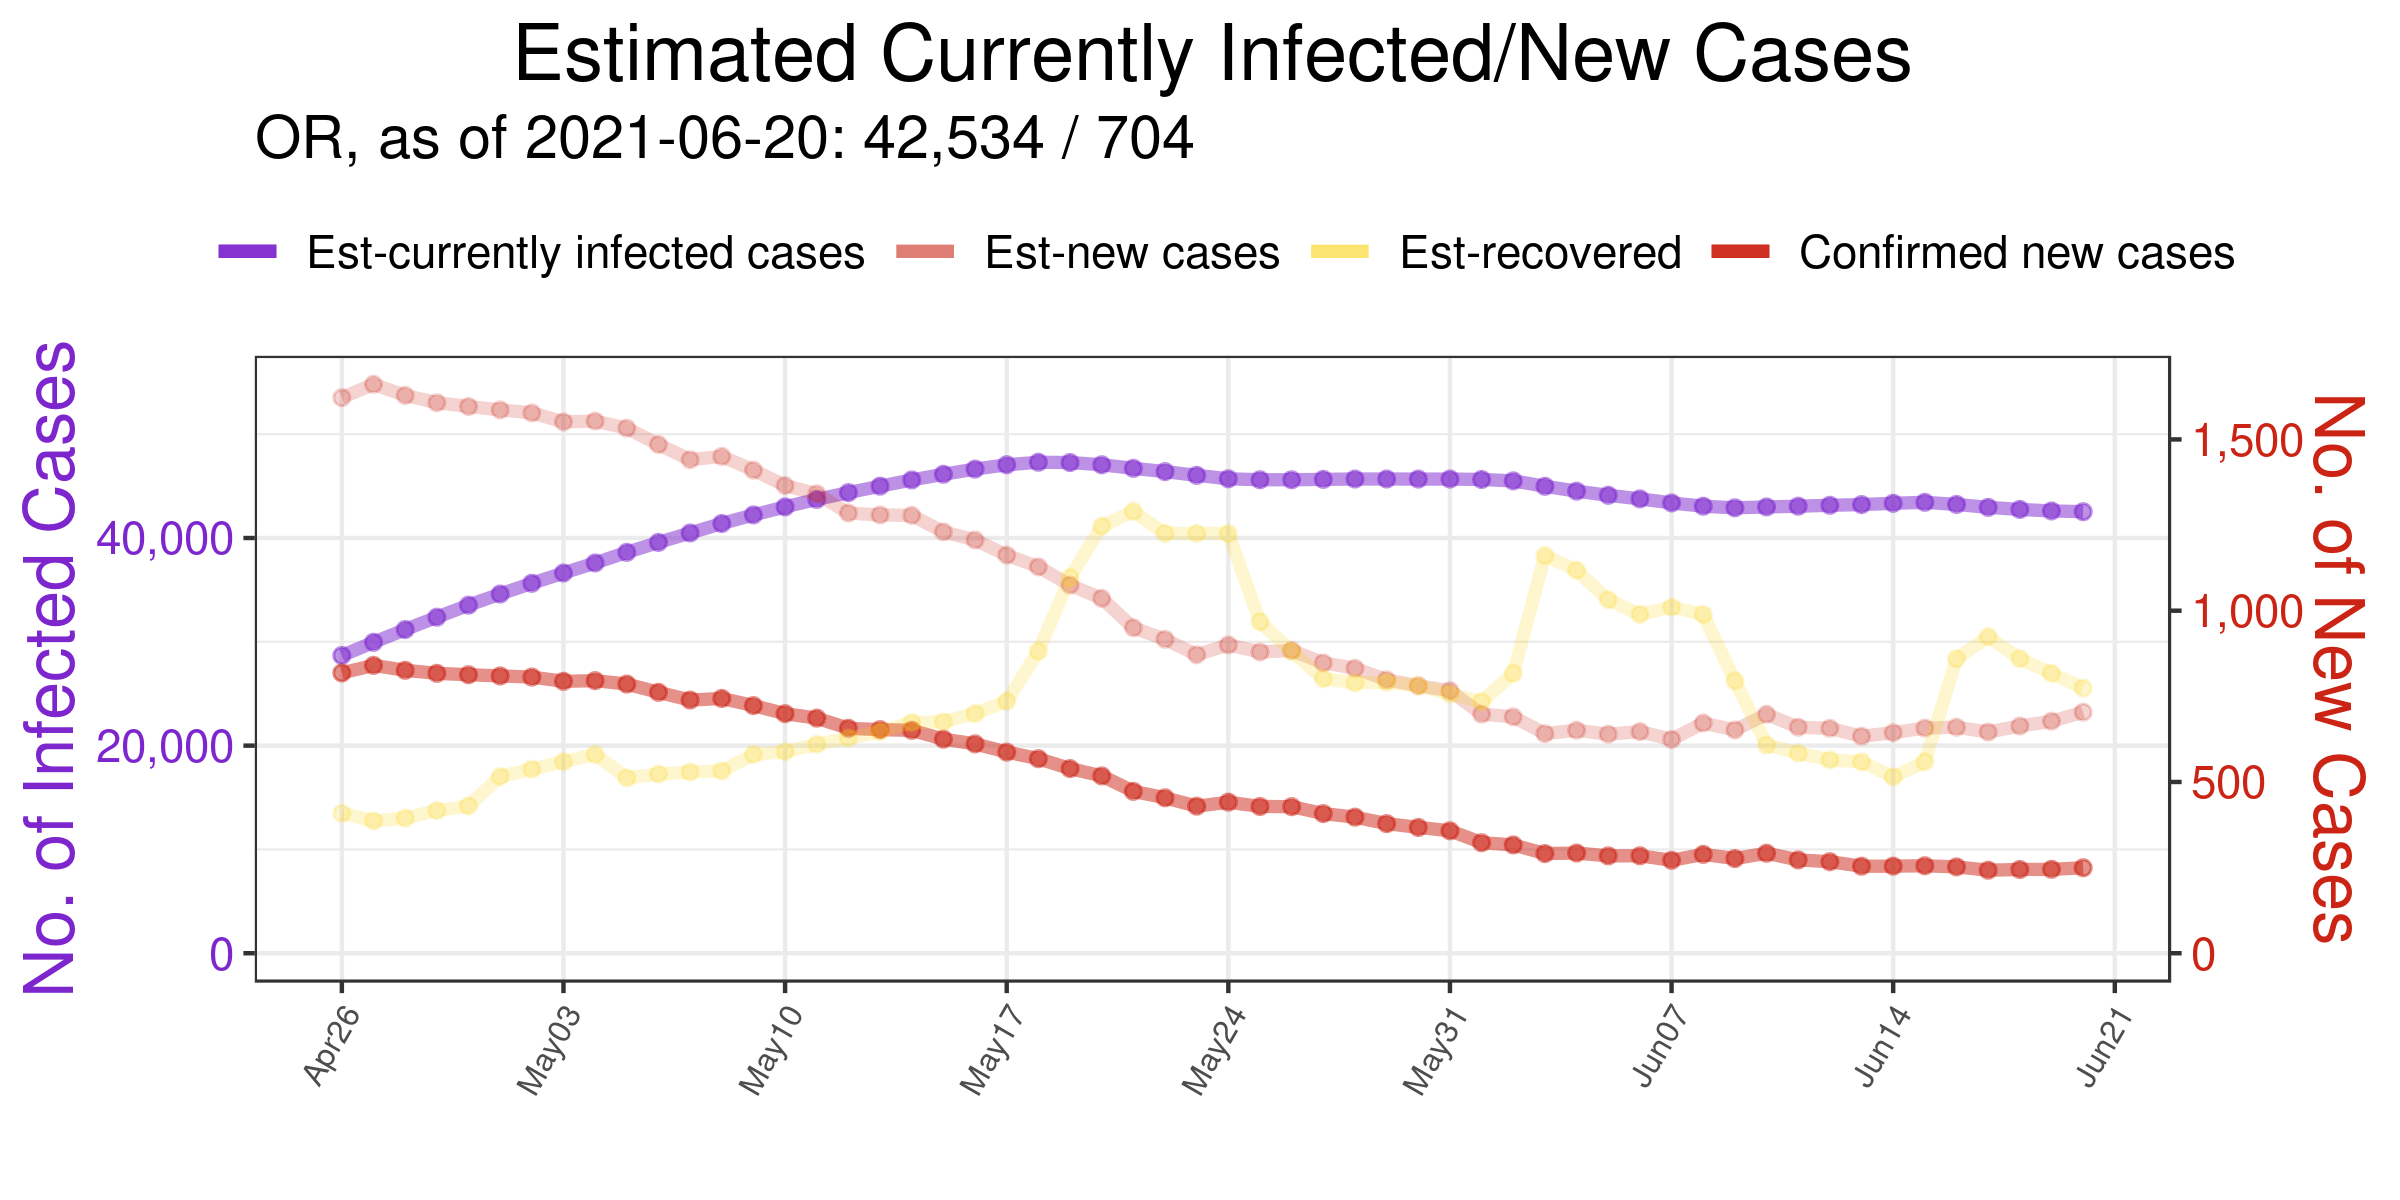 Estimated Currently Infected/New Cases
OR, as of 2021-06-20: 42,534 / 704
Est-currently infected cases Est-new cases Est-recovered Confirmed new cases
No. of Infected Cases
40,000
20,000
0
1,500
1,000
500
0
No. of New Cases
Apr26 May03 May10 May17 May24 May31 Jun07 Jun14 Jun21